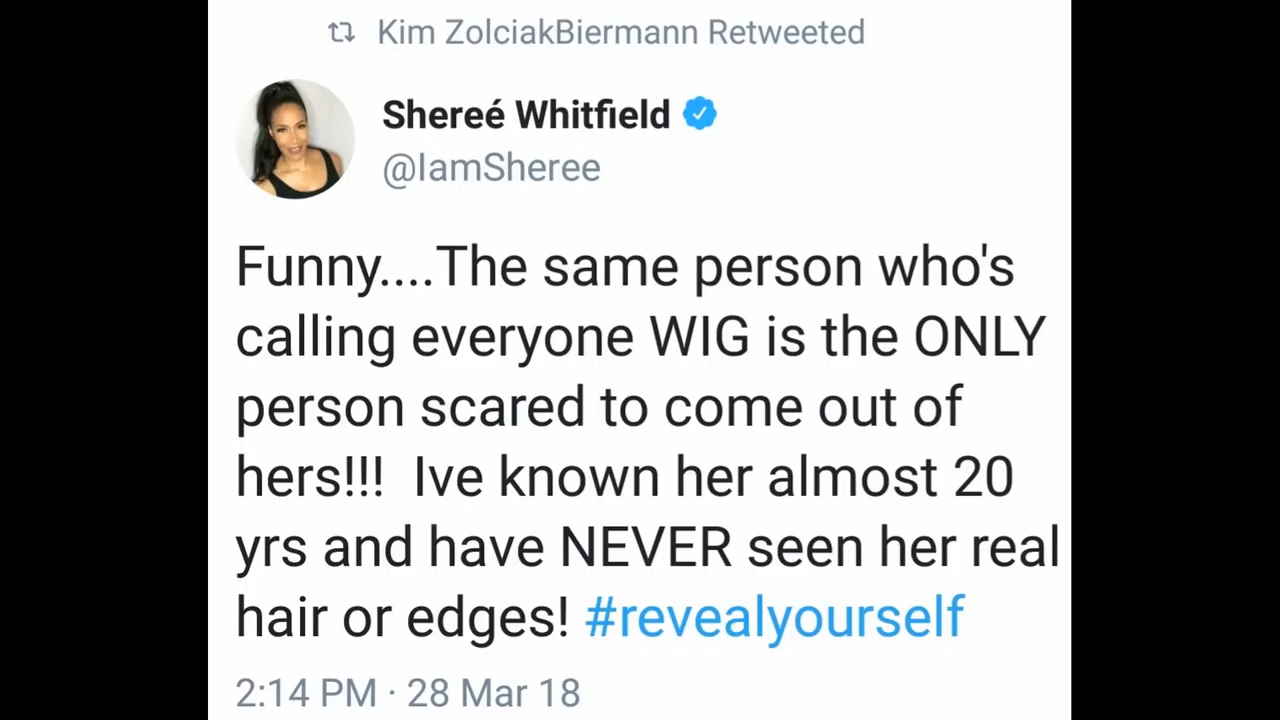 Kim ZolciakBiermann Retweeted
Shereé Whitfield
@IamSheree
Funny....The same person who's
calling everyone WIG is the ONLY
person scared to come out of
hers!!!  Ive known her almost 20
yrs and have NEVER seen her real
hair or edges! #revealyourself
2:14 PM · 28 Mar 18